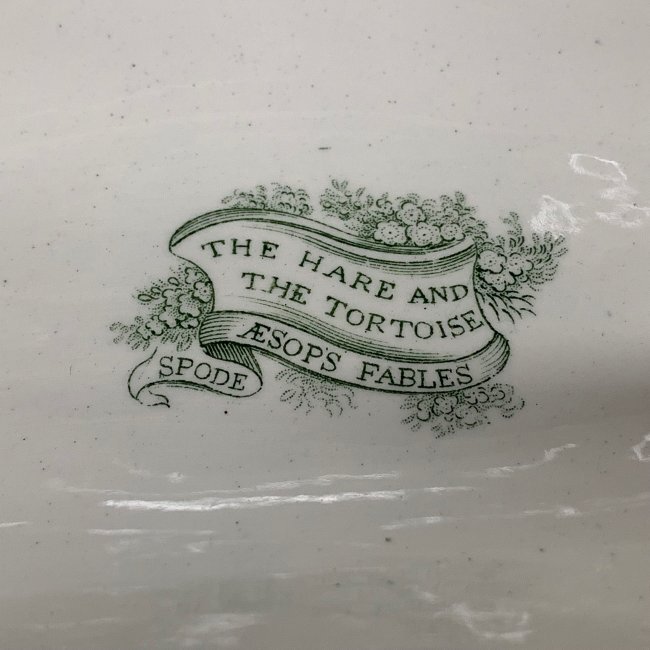 THE HARE AND
THE TORTOISE
ÆSOP'S FABLES
SPODE